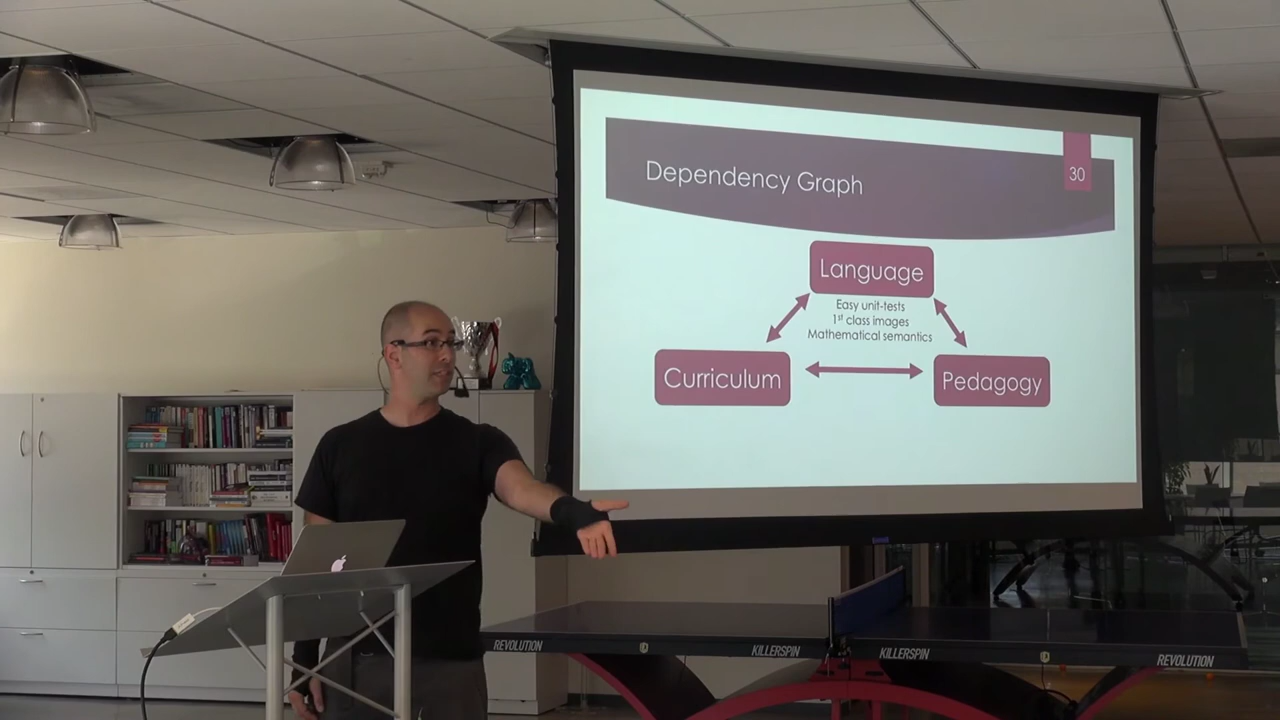 Dependency Graph
30
Language
Easy unit-tests
1st class images
Mathematical semantics
Curriculum
Pedagogy
REVOLUTION
KILLERSPIN
KILLERSPIN
REVOLUTION